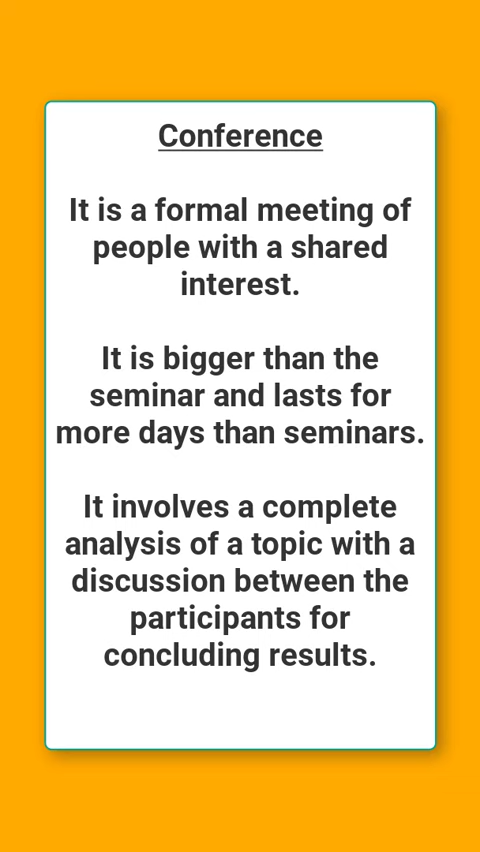 Conference
It is a formal meeting of
people with a shared
interest.
It is bigger than the
seminar and lasts for
more days than seminars.
It involves a complete
analysis of a topic with a
discussion between the
participants for
concluding results.